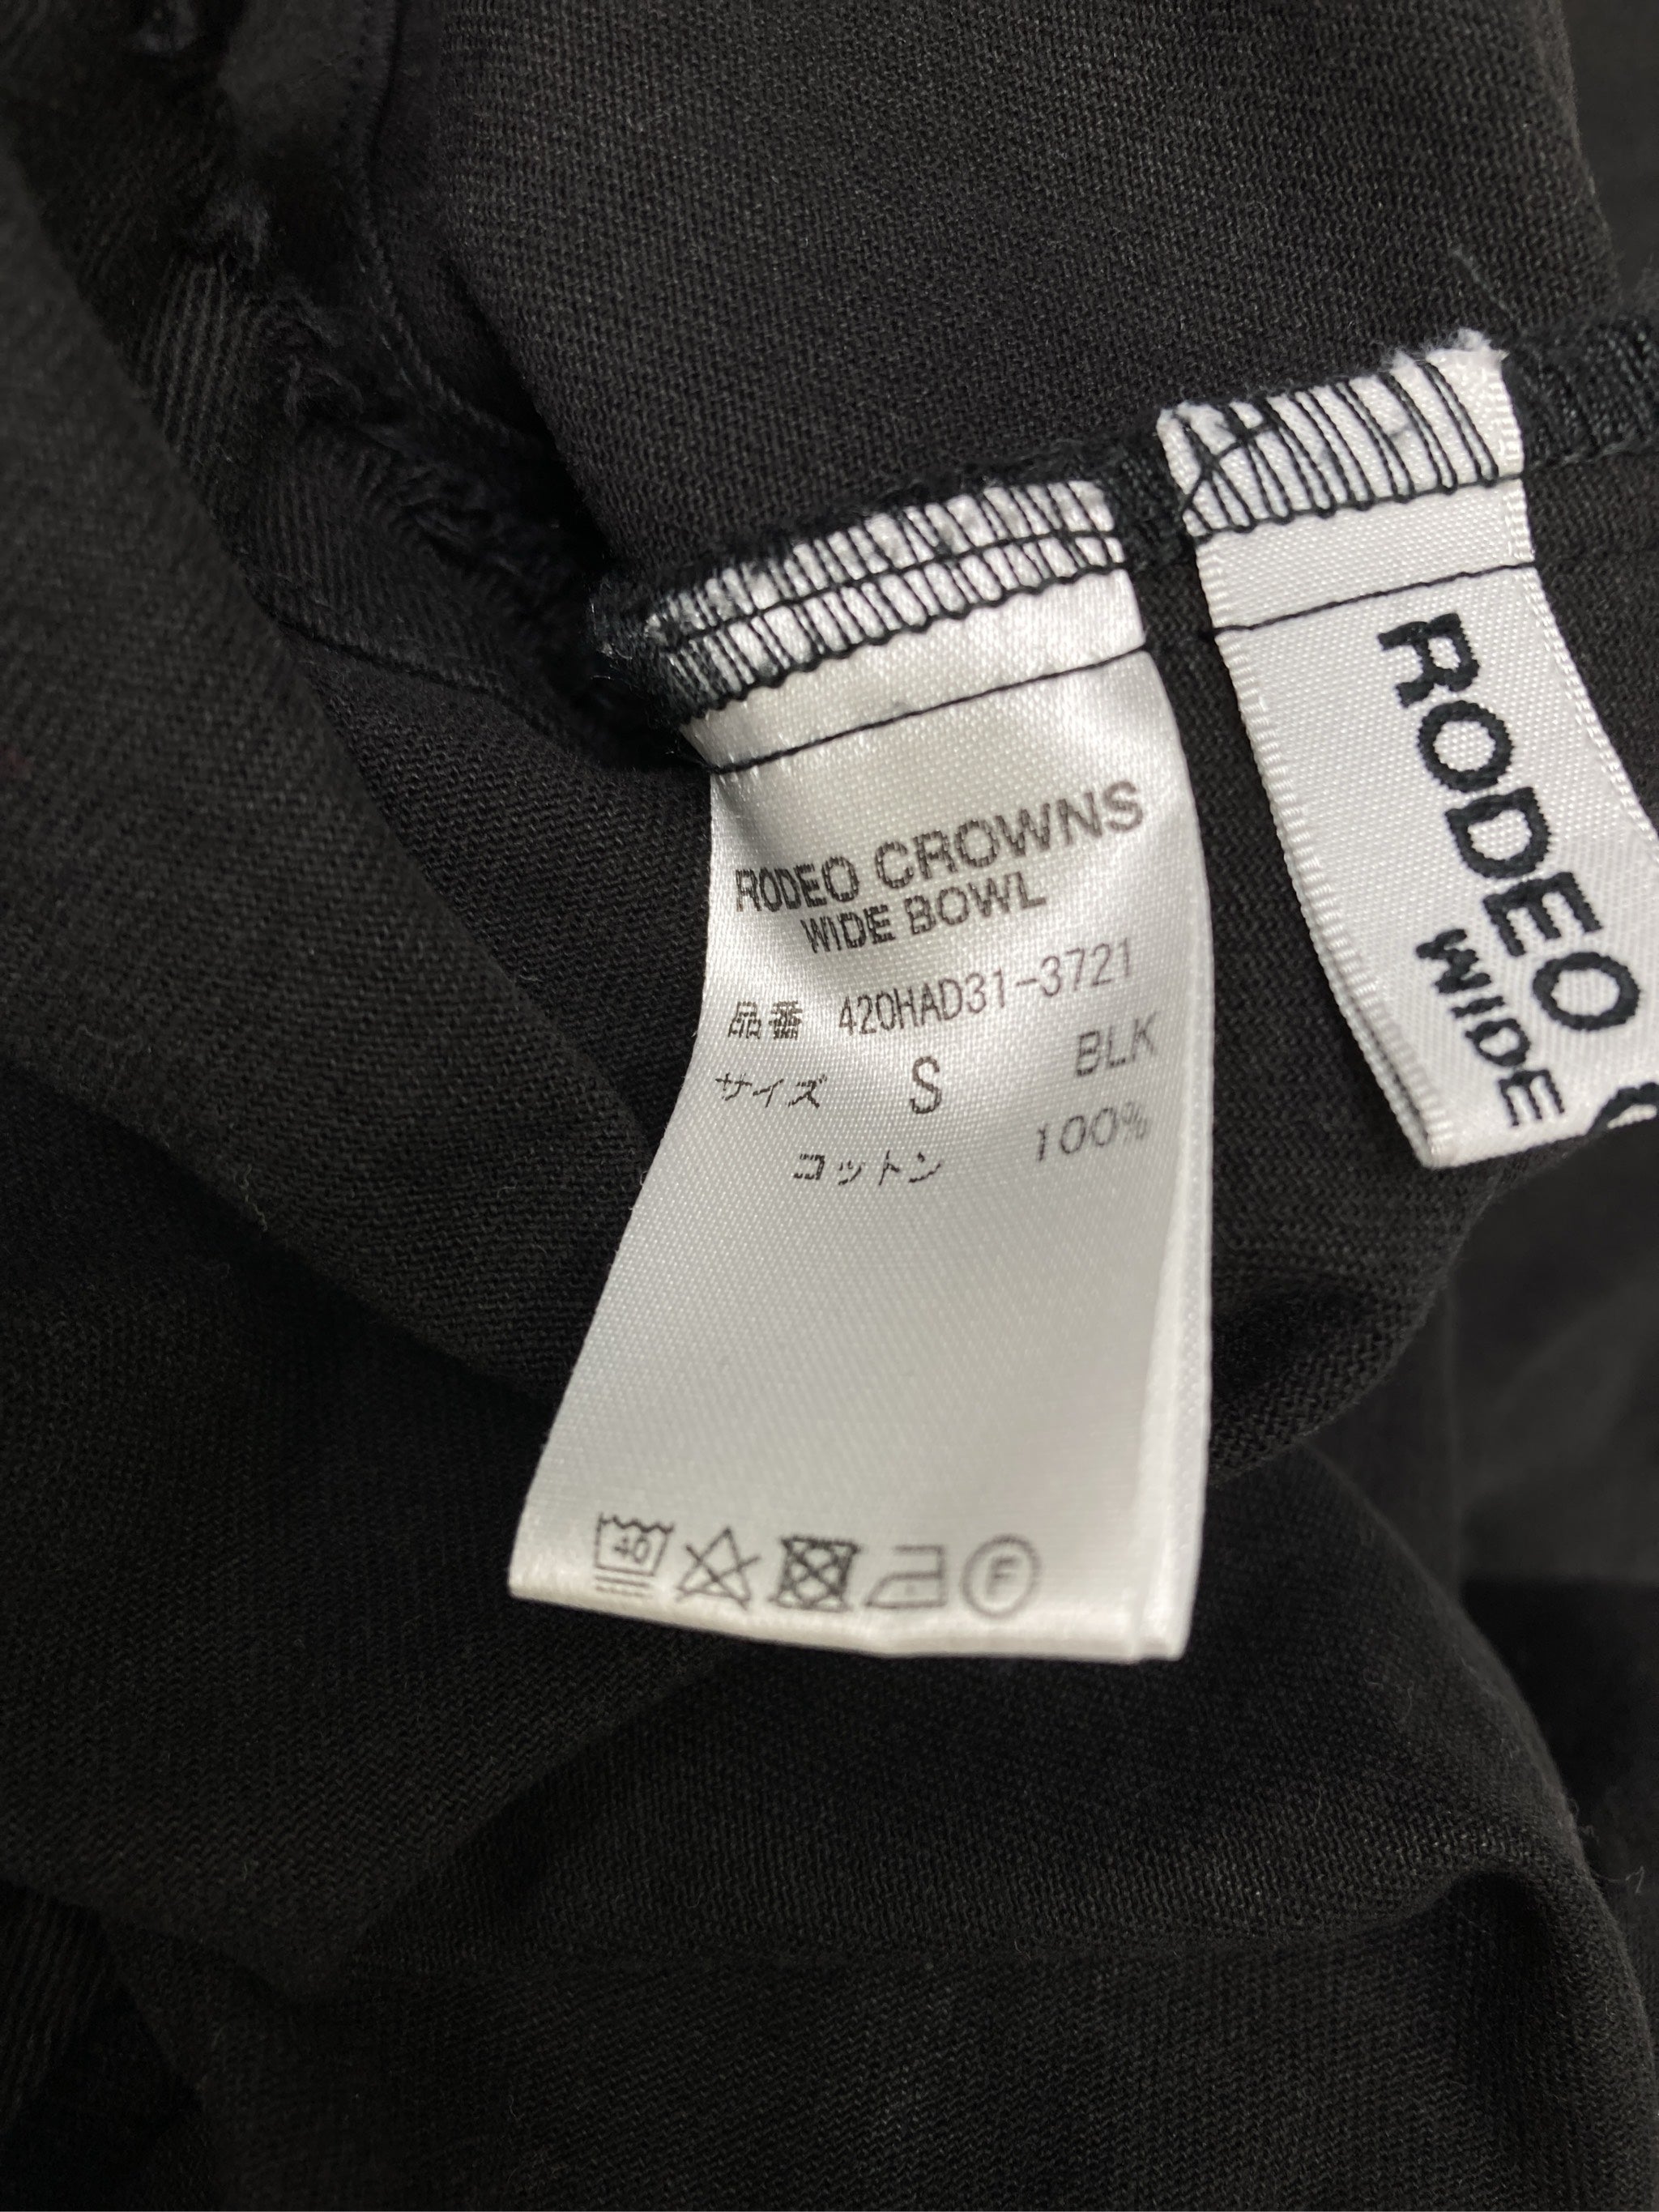 RODEO CROWNS
WIDE BOWL
品番 420HAD31-3721
サイズ S BLK
コットン 100%
40
F
RODEO
WIDE